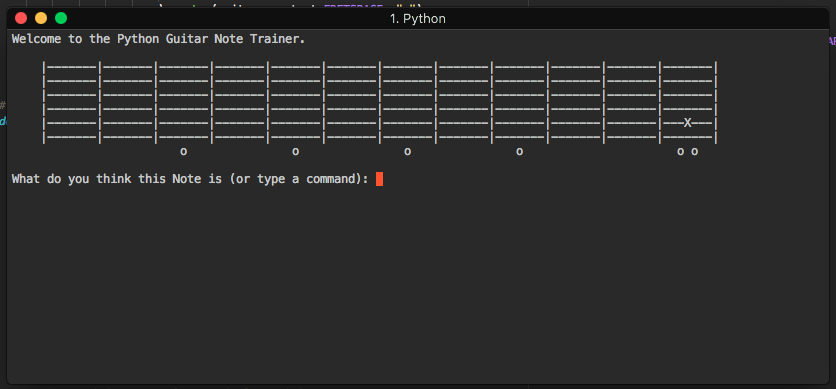 FRETSPACE
1. Python
Welcome to the Python Guitar Note Trainer.
|———————|———————|———————|———————|———————|———————|———————|———————|———————|———————|———————|———————|
|———————|———————|———————|———————|———————|———————|———————|———————|———————|———————|———————|———————|
|———————|———————|———————|———————|———————|———————|———————|———————|———————|———————|———————|———————|
|———————|———————|———————|———————|———————|———————|———————|———————|———————|———————|———————|———————|
|———————|———————|———————|———————|———————|———————|———————|———————|———————|———————|———————|———X———|
|———————|———————|———————|———————|———————|———————|———————|———————|———————|———————|———————|———————|
o o o o o o
What do you think this Note is (or type a command):